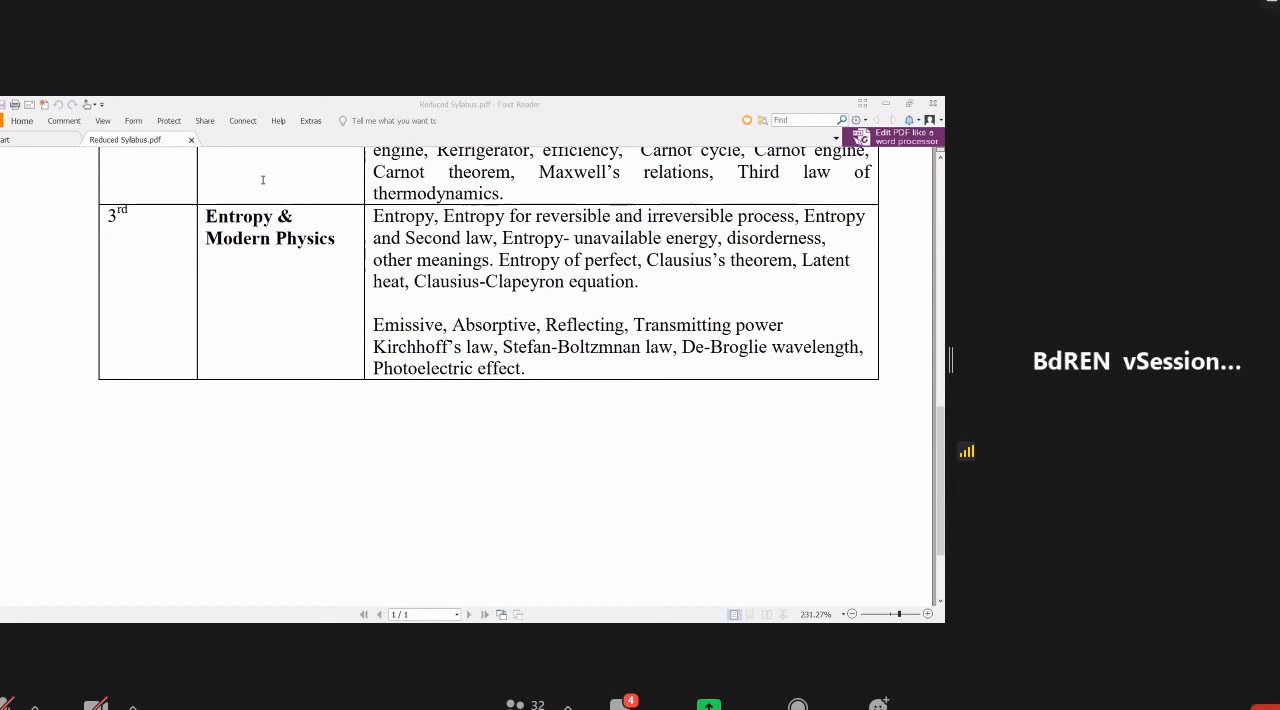 Reduced Syllabus.pdf - Foxit Reader
Home Comment View Form Protect Share Connect Help Extras Tell me what you want to
Find
art Reduced Syllabus.pdf
Edit PDF like a
word processor
engine, Refrigerator, efficiency, Carnot cycle, Carnot engine,
Carnot theorem, Maxwell's relations, Third law of
thermodynamics.
3rd
Entropy &
Modern Physics
Entropy, Entropy for reversible and irreversible process, Entropy
and Second law, Entropy- unavailable energy, disorderness,
other meanings. Entropy of perfect, Clausius's theorem, Latent
heat, Clausius-Clapeyron equation.
Emissive, Absorptive, Reflecting, Transmitting power
Kirchhoff's law, Stefan-Boltzmnan law, De-Broglie wavelength,
Photoelectric effect.
BdREN vSession...
1 / 1
231.27%
32
4